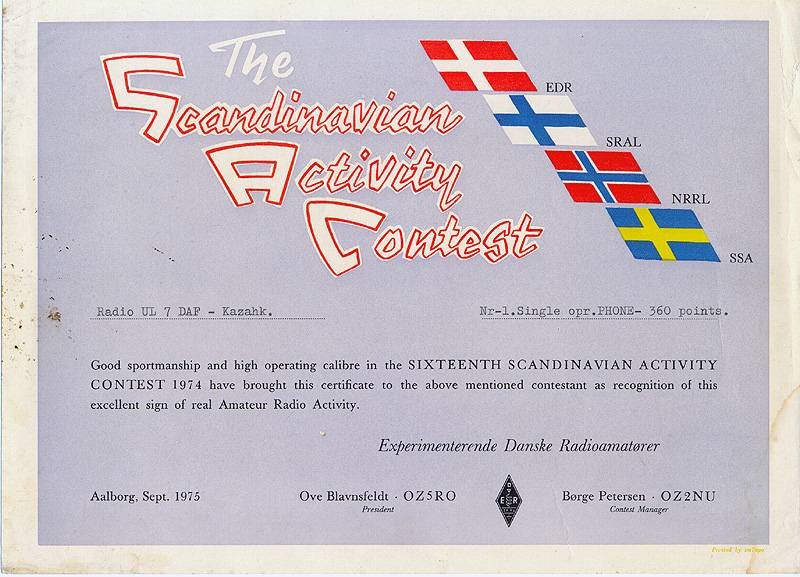 The
Scandinavian
Activity
Contest
EDR
SRAL
NRRL
SSA
Radio UL 7 DAF - Kazahk.
Nr-1.Single opr.PHONE- 360 points.
Good sportmanship and high operating calibre in the SIXTEENTH SCANDINAVIAN ACTIVITY
CONTEST 1974 have brought this certificate to the above mentioned contestant as recognition of this
excellent sign of real Amateur Radio Activity.
Experimenterende Danske Radioamatører
Aalborg, Sept. 1975
Ove Blavnsfeldt · OZ5RO
President
Børge Petersen · OZ2NU
Contest Manager
Printed by